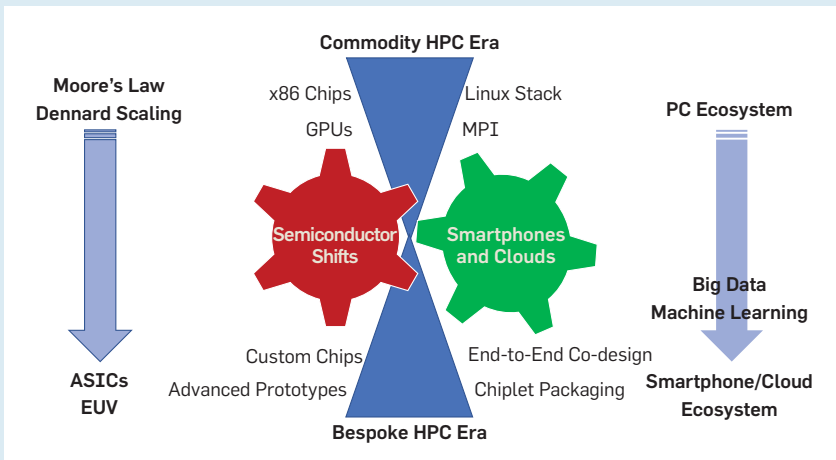 Commodity HPC Era
Moore’s Law
Dennard Scaling
x86 Chips
GPUs
Linux Stack
MPI
PC Ecosystem
Semiconductor
Shifts
Smartphones
and Clouds
Big Data
Machine Learning
Custom Chips
Advanced Prototypes
End-to-End Co-design
Chiplet Packaging
ASICs
EUV
Smartphone/Cloud
Ecosystem
Bespoke HPC Era